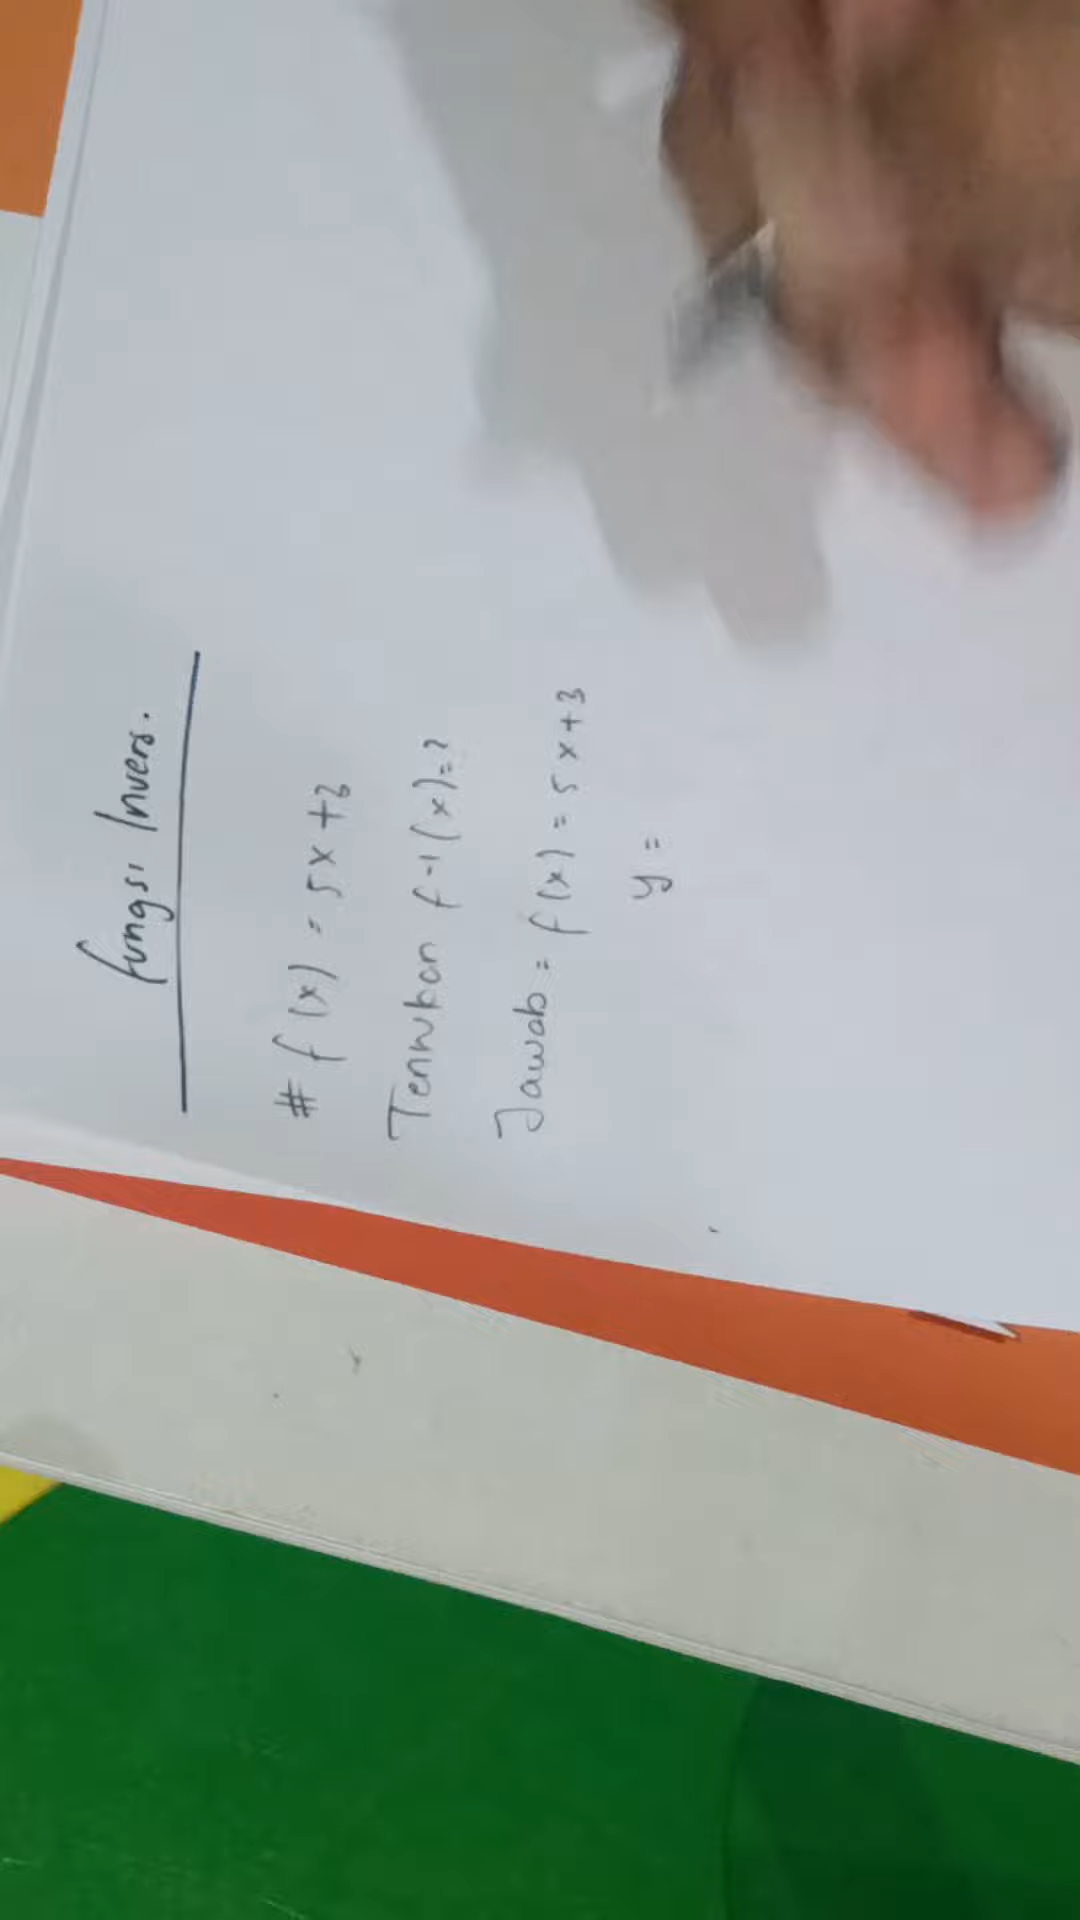 fungsi Invers.
# f(x) = 5x + 3
Tentukan f-1(x) = ?
Jawab = f(x) = 5x+3
y =